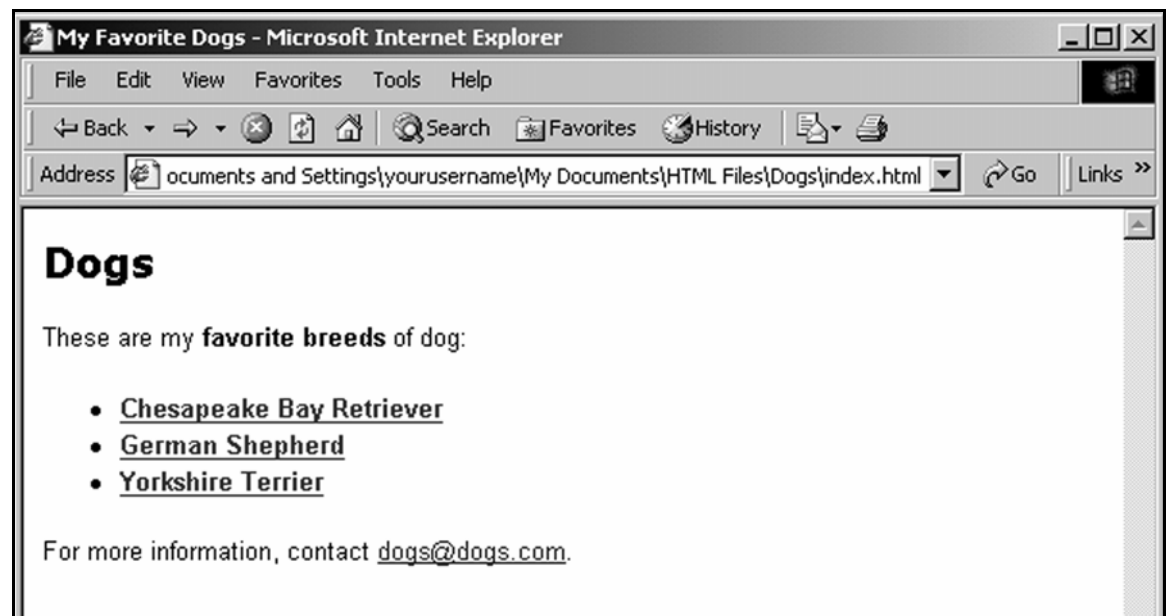 My Favorite Dogs - Microsoft Internet Explorer
File Edit View Favorites Tools Help
Back Search Favorites History
Address ocuments and Settings\yourusername\My Documents\HTML Files\Dogs\index.html Go Links »
Dogs
These are my favorite breeds of dog:
• Chesapeake Bay Retriever
• German Shepherd
• Yorkshire Terrier
For more information, contact dogs@dogs.com.